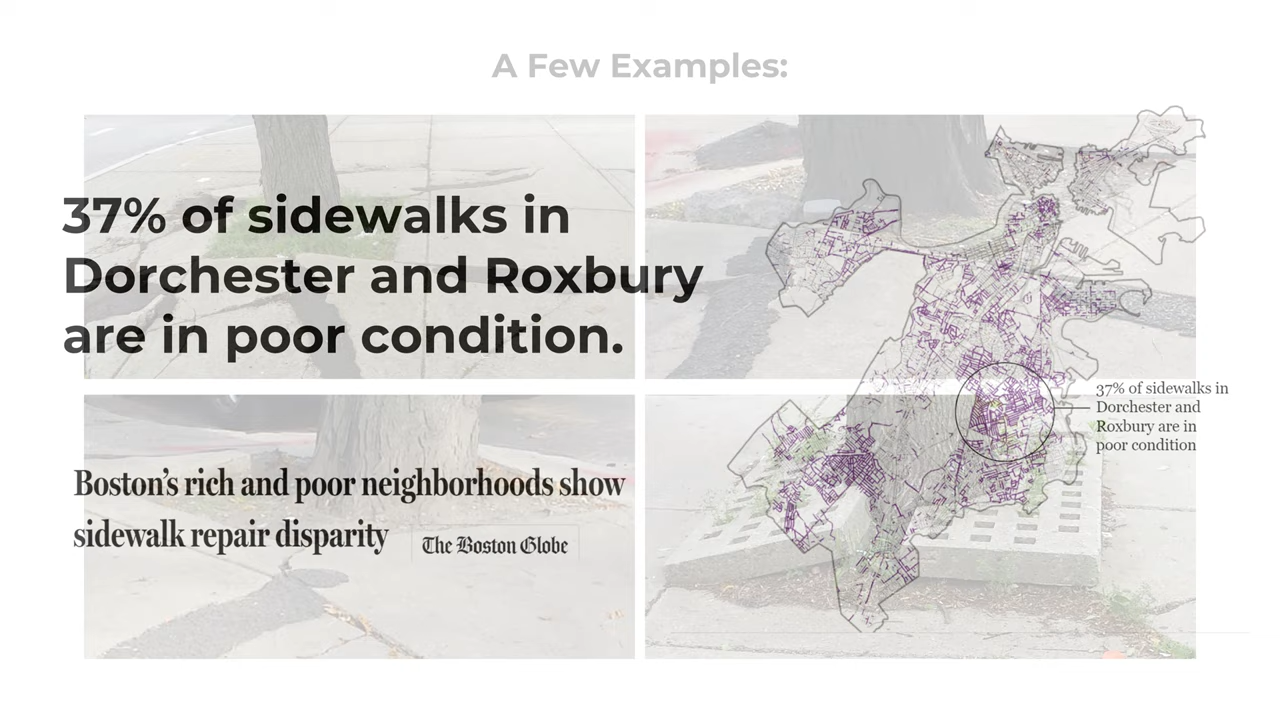 A Few Examples:
37% of sidewalks in
Dorchester and Roxbury
are in poor condition.
37% of sidewalks in
Dorchester and
Roxbury are in
poor condition
Boston’s rich and poor neighborhoods show
sidewalk repair disparity
The Boston Globe